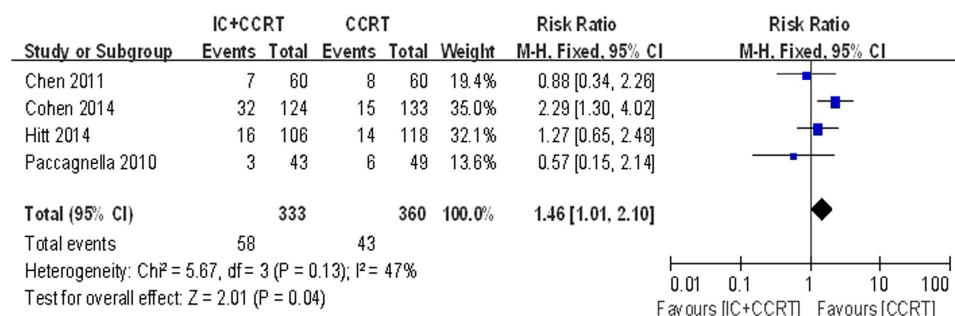 IC+CCRT CCRT Risk Ratio Risk Ratio
Study or Subgroup Events Total Events Total Weight M-H, Fixed, 95% CI M-H, Fixed, 95% CI
Chen 2011 7 60 8 60 19.4% 0.88 [0.34, 2.26]
Cohen 2014 32 124 15 133 35.0% 2.29 [1.30, 4.02]
Hitt 2014 16 106 14 118 32.1% 1.27 [0.65, 2.48]
Paccagnella 2010 3 43 6 49 13.6% 0.57 [0.15, 2.14]
Total (95% CI) 333 360 100.0% 1.46 [1.01, 2.10]
Total events 58 43
Heterogeneity: Chi² = 5.67, df = 3 (P = 0.13); I² = 47%
Test for overall effect: Z = 2.01 (P = 0.04)
0.01 0.1 1 10 100
Favours [IC+CCRT] Favours [CCRT]